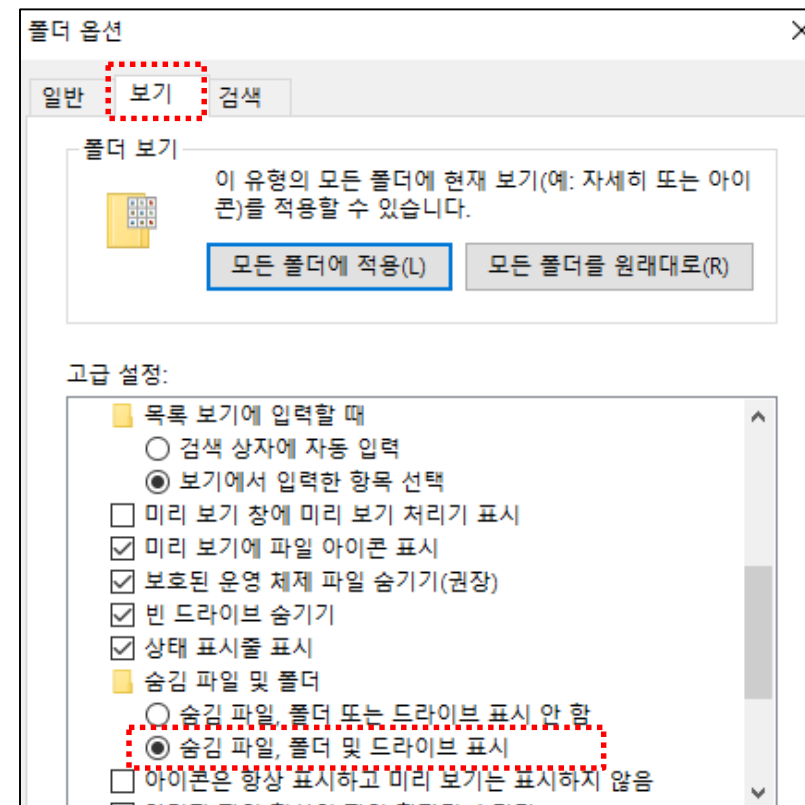 폴더 옵션
일반 보기 검색
폴더 보기
이 유형의 모든 폴더에 현재 보기(예: 자세히 또는 아이
콘)를 적용할 수 있습니다.
모든 폴더에 적용(L) 모든 폴더를 원래대로(R)
고급 설정:
목록 보기에 입력할 때
검색 상자에 자동 입력
보기에서 입력한 항목 선택
미리 보기 창에 미리 보기 처리기 표시
미리 보기에 파일 아이콘 표시
보호된 운영 체제 파일 숨기기(권장)
빈 드라이브 숨기기
상태 표시줄 표시
숨김 파일 및 폴더
숨김 파일, 폴더 또는 드라이브 표시 안 함
숨김 파일, 폴더 및 드라이브 표시
아이콘은 항상 표시하고 미리 보기는 표시하지 않음